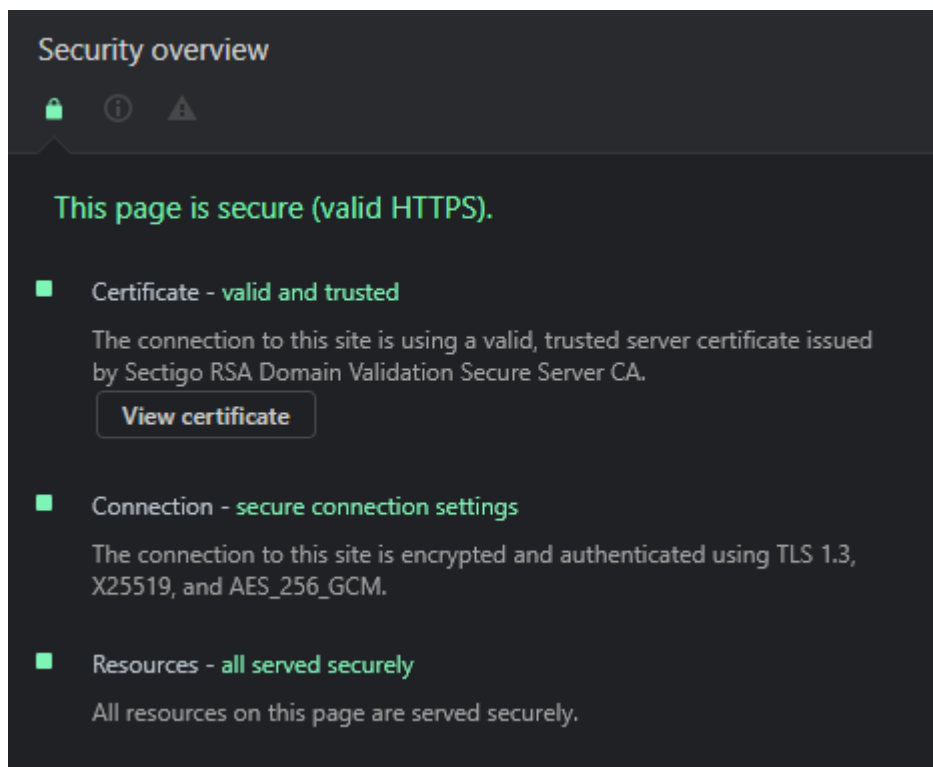 Security overview
This page is secure (valid HTTPS).
Certificate - valid and trusted
The connection to this site is using a valid, trusted server certificate issued
by Sectigo RSA Domain Validation Secure Server CA.
View certificate
Connection - secure connection settings
The connection to this site is encrypted and authenticated using TLS 1.3,
X25519, and AES_256_GCM.
Resources - all served securely
All resources on this page are served securely.